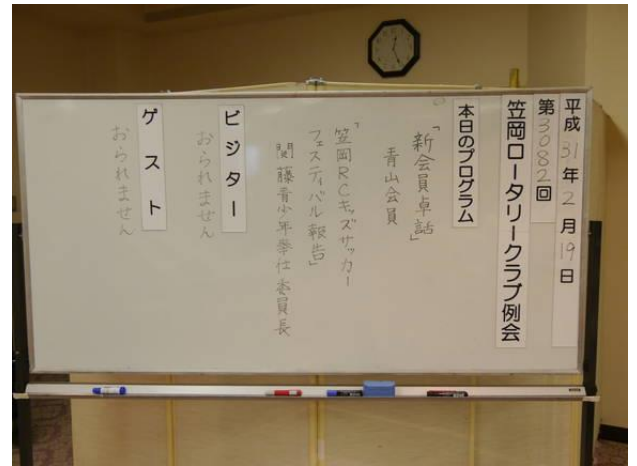 平成31年2月19日
第3082回
笠岡ロータリークラブ例会
本日のプログラム
「新会員卓話」
青山会員
「笠岡RCキッズサッカー
フェスティバル報告」
関藤青少年奉仕委員長
ビジター
おられません
ゲスト
おられません